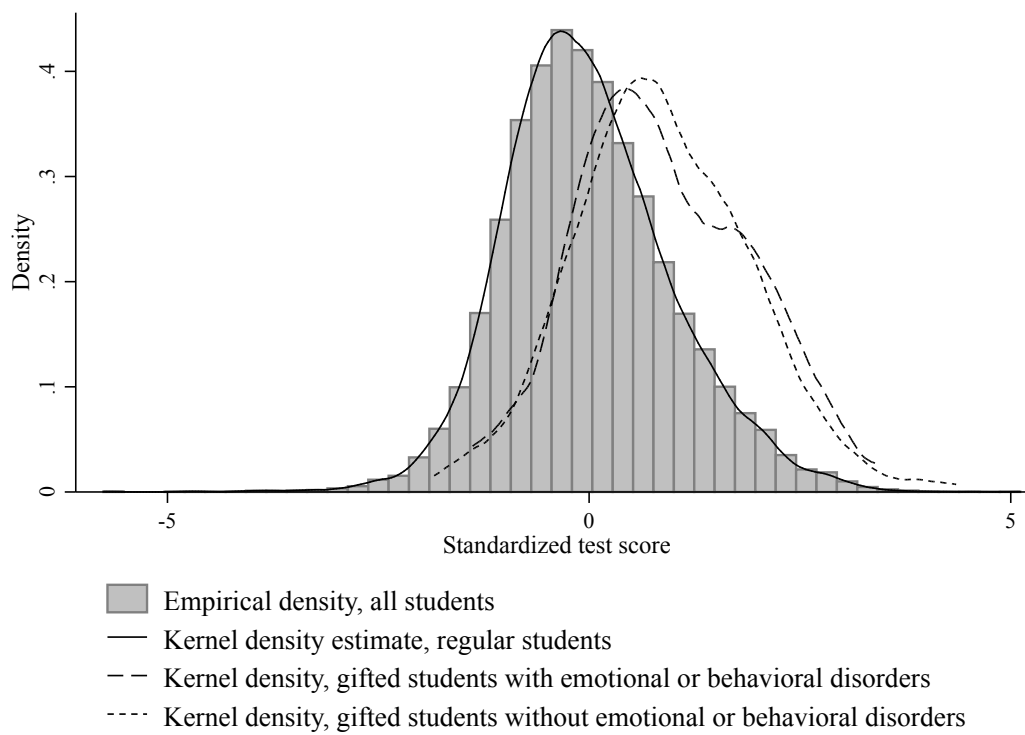 Density
.4
.3
.2
.1
0
-5 0 5
Standardized test score
Empirical density, all students
Kernel density estimate, regular students
Kernel density, gifted students with emotional or behavioral disorders
Kernel density, gifted students without emotional or behavioral disorders